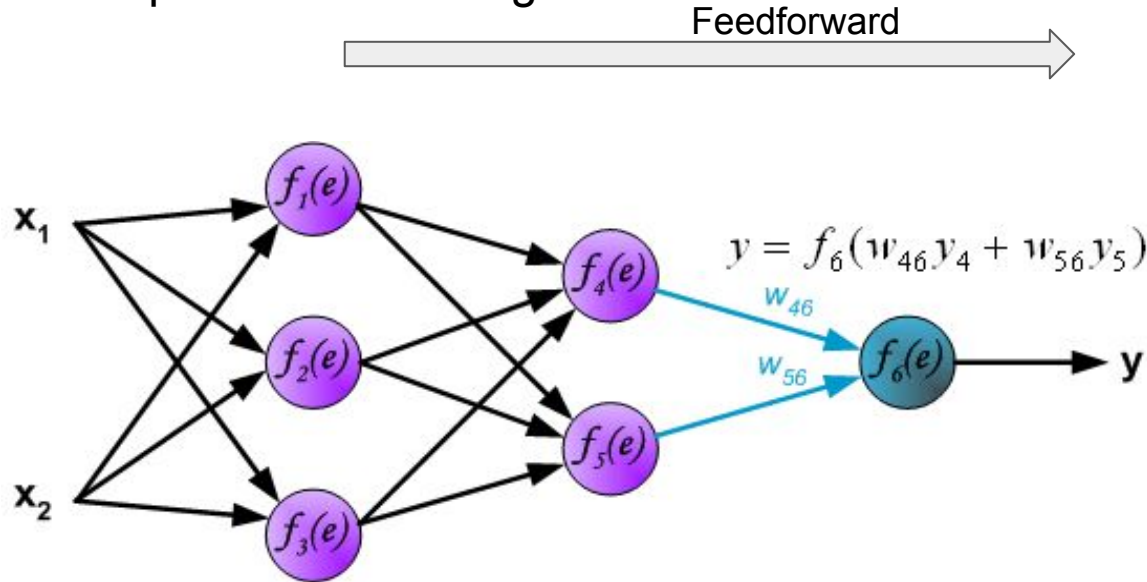 Feedforward
f₁(e)
x₁
f₄(e)
y = f₆(w₄₆y₄ + w₅₆y₅)
w₄₆
f₂(e)
f₆(e)
y
w₅₆
f₅(e)
x₂
f₃(e)